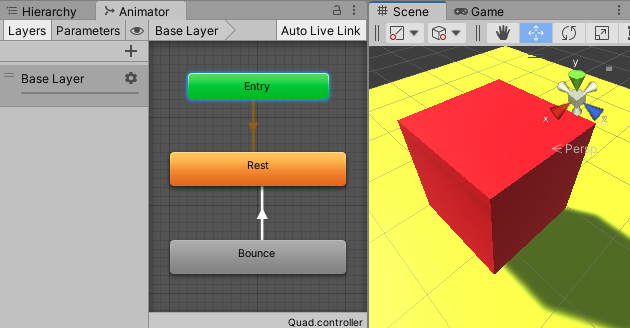 Hierarchy
Animator
Layers
Parameters
Base Layer
Auto Live Link
Base Layer
Entry
Rest
Bounce
Quad.controller
Scene
Game
y
x
z
Persp